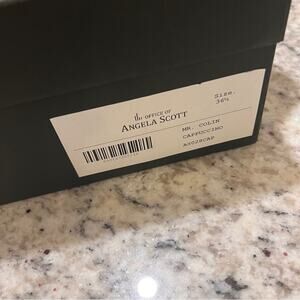 the OFFICE OF
ANGELA SCOTT
Size.
36½
MR. COLIN
CAPPUCCINO